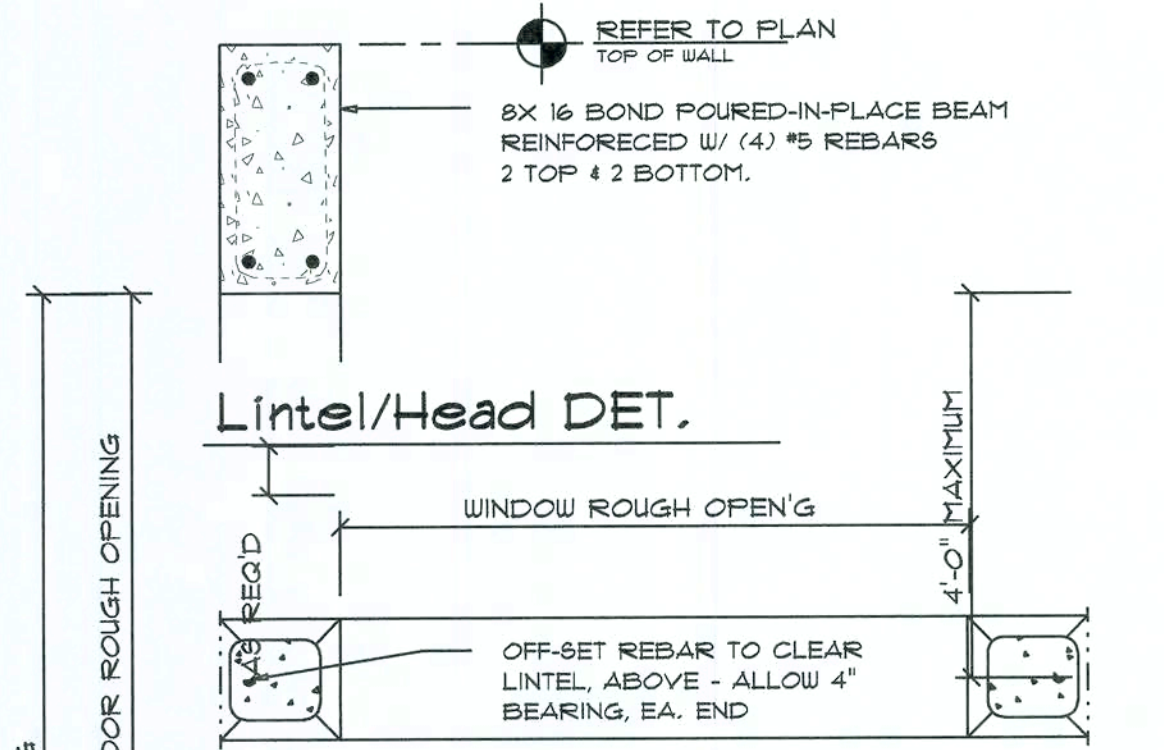 REFER TO PLAN
TOP OF WALL
8X 16 BOND POURED-IN-PLACE BEAM
REINFORECED W/ (4) #5 REBARS
2 TOP & 2 BOTTOM.
Lintel/Head DET.
WINDOW ROUGH OPEN'G
4'-0" MAXIMUM
AS REQ'D
OOR ROUGH OPENING
OFF-SET REBAR TO CLEAR
LINTEL, ABOVE - ALLOW 4"
BEARING, EA. END